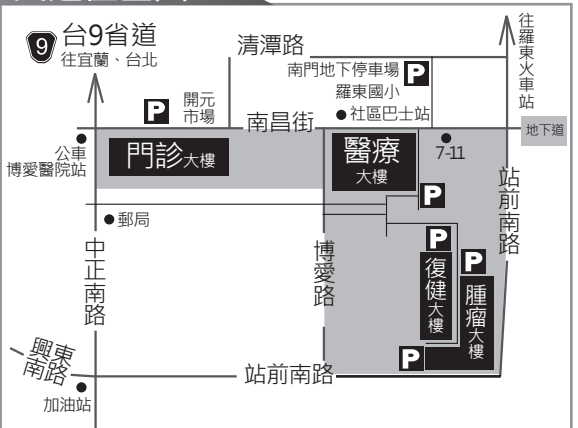 9 台9省道
往宜蘭、台北
清潭路
往羅東火車站
南門地下停車場 P
羅東國小
社區巴士站
P 開元市場
南昌街
地下道
公車
博愛醫院站
門診大樓
醫療大樓
7-11
站前南路
P
郵局
中正南路
博愛路
P
復健大樓
P
腫瘤大樓
P
興東南路
站前南路
加油站